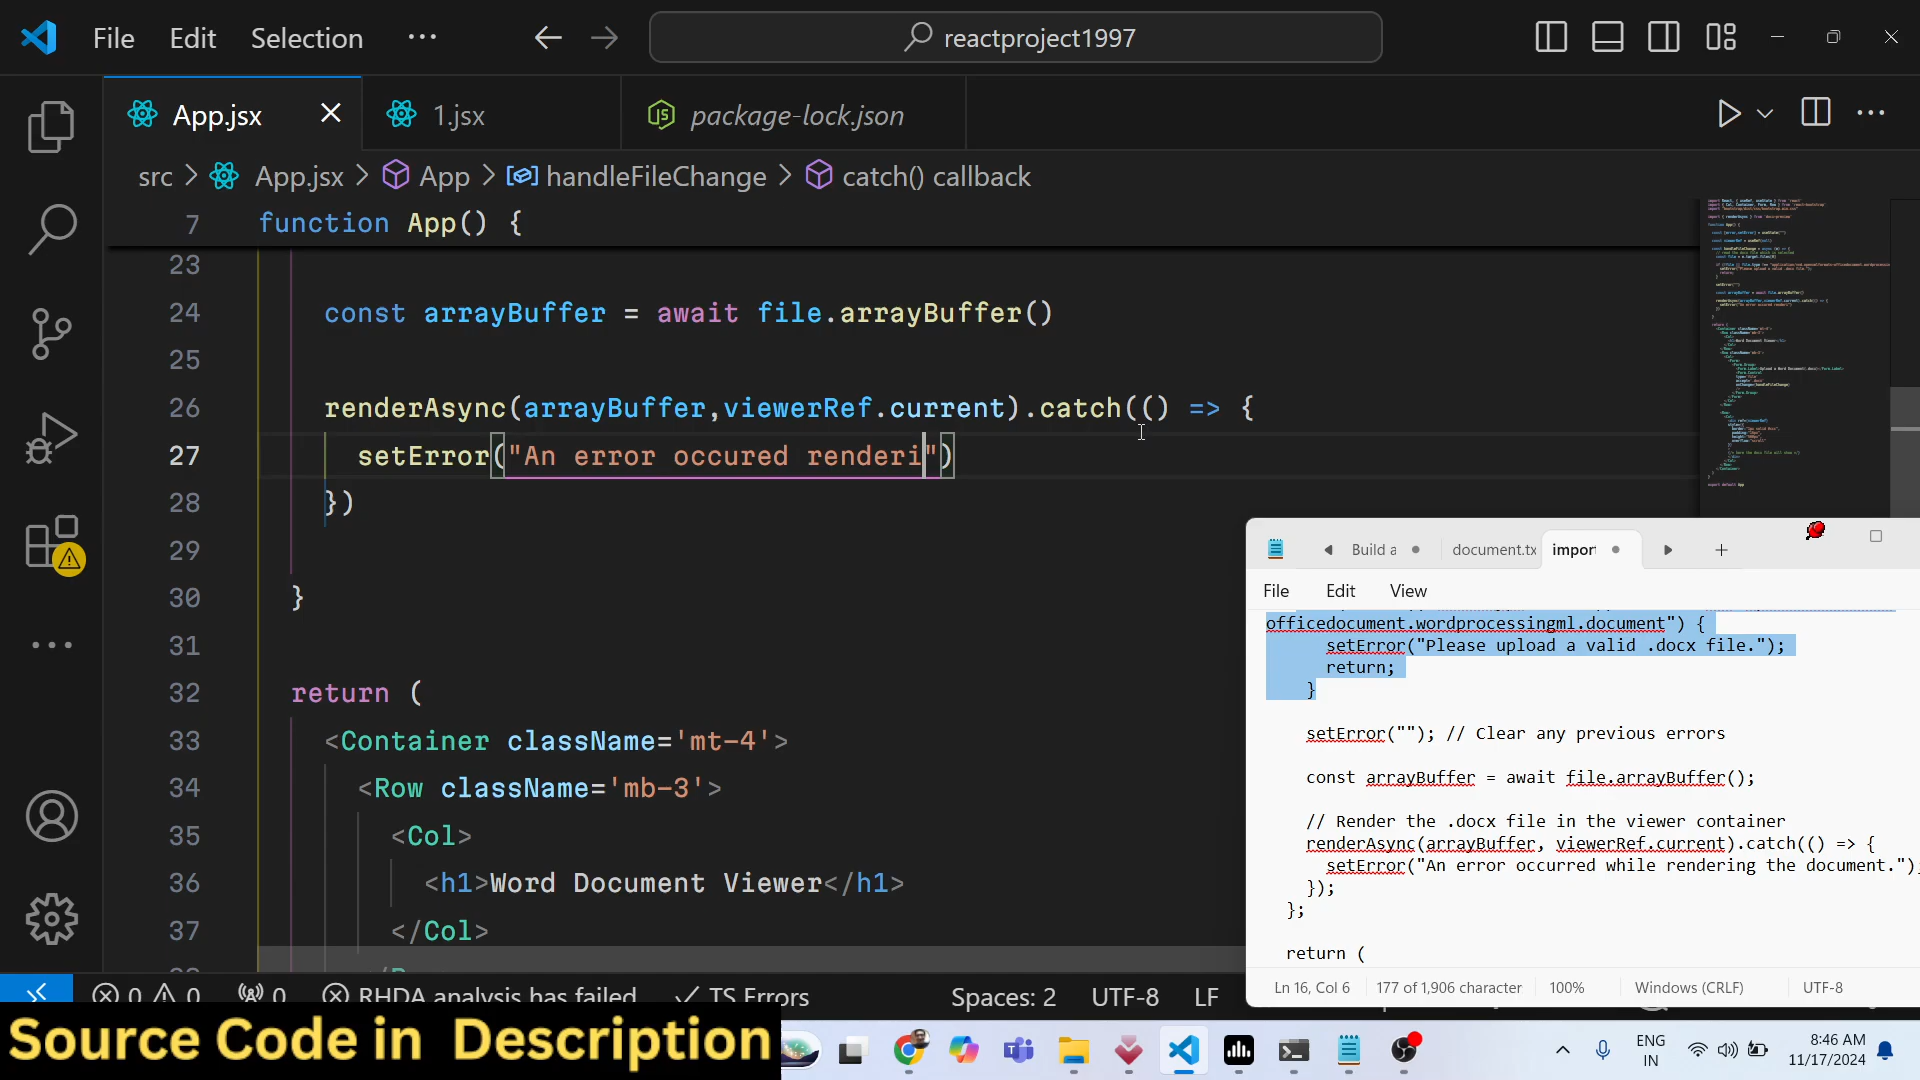 File Edit Selection ··· reactproject1997
App.jsx 1.jsx package-lock.json
src > App.jsx > App > handleFileChange > catch() callback
7 function App() {
23
24 const arrayBuffer = await file.arrayBuffer()
25
26 renderAsync(arrayBuffer,viewerRef.current).catch(() => {
27 setError("An error occured renderi")
28 })
29
30 }
31
32 return (
33 <Container className='mt-4'>
34 <Row className='mb-3'>
35 <Col>
36 <h1>Word Document Viewer</h1>
37 </Col>
0 0 0 RHDA analysis has failed TS Errors Spaces: 2 UTF-8 LF
Build a document.tx impor
File Edit View
officedocument.wordprocessingml.document") {
setError("Please upload a valid .docx file.");
return;
}
setError(""); // Clear any previous errors
const arrayBuffer = await file.arrayBuffer();
// Render the .docx file in the viewer container
renderAsync(arrayBuffer, viewerRef.current).catch(() => {
setError("An error occurred while rendering the document.");
});
};
return (
Ln 16, Col 6 177 of 1,906 character 100% Windows (CRLF) UTF-8
Source Code in Description
ENG
IN
8:46 AM
11/17/2024